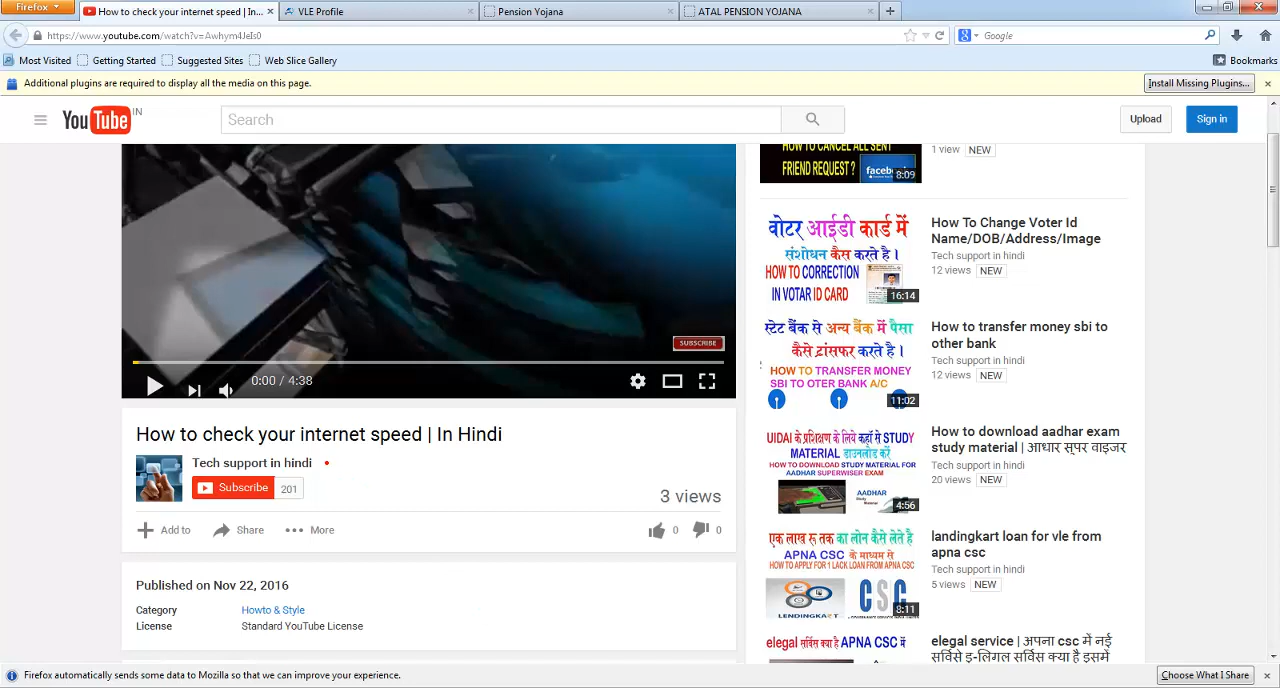 Firefox
How to check your internet speed | In...
VLE Profile
Pension Yojana
ATAL PENSION YOJANA
https://www.youtube.com/watch?v=Awhym4JeIs0
Google
Most Visited
Getting Started
Suggested Sites
Web Slice Gallery
Bookmarks
Additional plugins are required to display all the media on this page.
Install Missing Plugins...
YouTube IN
Search
Upload
Sign in
SUBSCRIBE
0:00 / 4:38
How to check your internet speed | In Hindi
Tech support in hindi
Subscribe 201
3 views
Add to
Share
More
0
0
Published on Nov 22, 2016
Category Howto & Style
License Standard YouTube License
HOW TO CANCEL ALL SENT
FRIEND REQUEST ?
8:09
1 view NEW
वोटर आईडी कार्ड में
संशोधन कैस करते है ।
HOW TO CORRECTION
IN VOTAR ID CARD
16:14
How To Change Voter Id
Name/DOB/Address/Image
Tech support in hindi
12 views NEW
स्टेट बैंक से अन्य बैंक में पैसा
कैसे ट्रांसफर करते है ।
HOW TO TRANSFER MONEY
SBI TO OTER BANK A/C
11:02
How to transfer money sbi to
other bank
Tech support in hindi
12 views NEW
UIDAI के प्रशिक्षण के लिये कहॉ से STUDY
MATERIAL डाउनलोड करें
HOW TO DOWNLOAD STUDY MATERIAL FOR
AADHAR SUPERWISER EXAM
AADHAR
4:56
How to download aadhar exam
study material | आधार सुपर वाइजर
Tech support in hindi
20 views NEW
एक लाख रु तक का लोन कैसे लेते है
APNA CSC के माध्यम से
HOW TO APPLY FOR 1 LACK LOAN FROM APNA CSC
LENDINGKART
CSC
8:11
landingkart loan for vle from
apna csc
Tech support in hindi
5 views NEW
elegal सर्विस क्या है APNA CSC में
elegal service | अपना csc में नई
सर्विसे इ-लिगल सर्विस क्या है इसमें
Firefox automatically sends some data to Mozilla so that we can improve your experience.
Choose What I Share